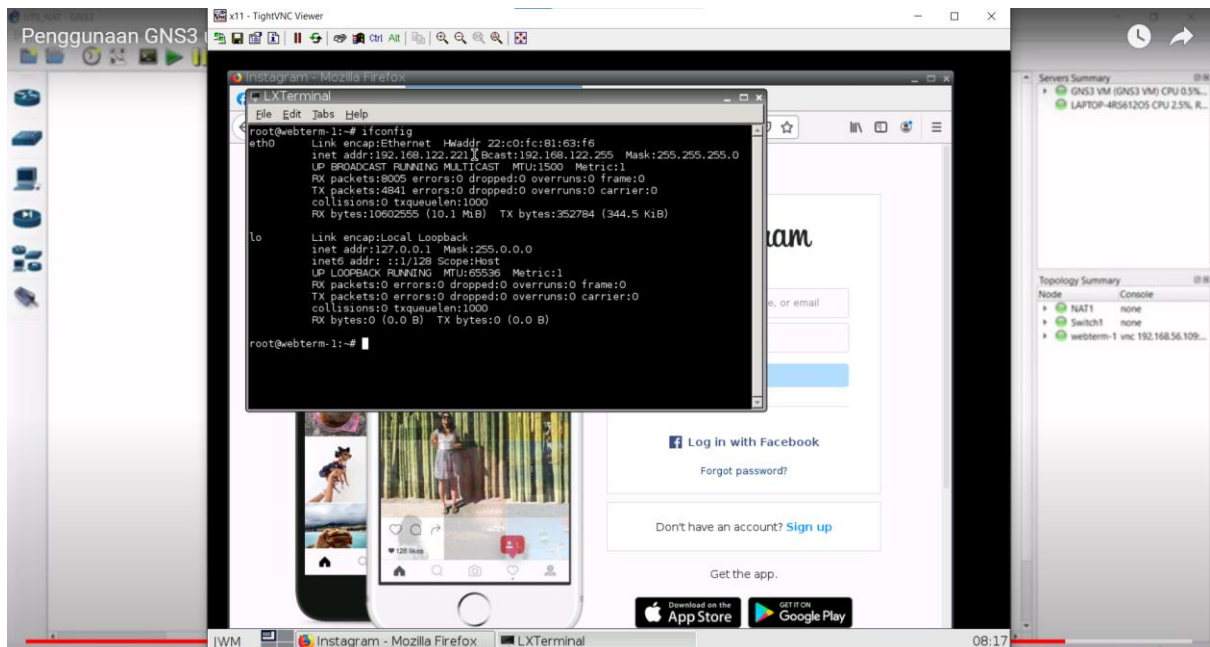 UTS_NAT - GNS3
Penggunaan GNS3 u
x11 - TightVNC Viewer
Ctrl Alt
Instagram - Mozilla Firefox
LXTerminal
File Edit Tabs Help
root@webterm-1:~# ifconfig
eth0 Link encap:Ethernet HWaddr 22:c0:fc:81:63:f6
inet addr:192.168.122.221 Bcast:192.168.122.255 Mask:255.255.255.0
UP BROADCAST RUNNING MULTICAST MTU:1500 Metric:1
RX packets:8005 errors:0 dropped:0 overruns:0 frame:0
TX packets:4841 errors:0 dropped:0 overruns:0 carrier:0
collisions:0 txqueuelen:1000
RX bytes:10602555 (10.1 MiB) TX bytes:352784 (344.5 KiB)
lo Link encap:Local Loopback
inet addr:127.0.0.1 Mask:255.0.0.0
inet6 addr: ::1/128 Scope:Host
UP LOOPBACK RUNNING MTU:65536 Metric:1
RX packets:0 errors:0 dropped:0 overruns:0 frame:0
TX packets:0 errors:0 dropped:0 overruns:0 carrier:0
collisions:0 txqueuelen:1000
RX bytes:0 (0.0 B) TX bytes:0 (0.0 B)
root@webterm-1:~#
ram
e, or email
Log in with Facebook
Forgot password?
Don't have an account? Sign up
Get the app.
Download on the
App Store
GET IT ON
Google Play
128 likes
1
Servers Summary
GNS3 VM (GNS3 VM) CPU 0.5%...
LAPTOP-4RS612O5 CPU 2.5%, R...
Topology Summary
Node Console
NAT1 none
Switch1 none
webterm-1 vnc 192.168.56.109:...
JWM
Instagram - Mozilla Firefox
LXTerminal
08:17